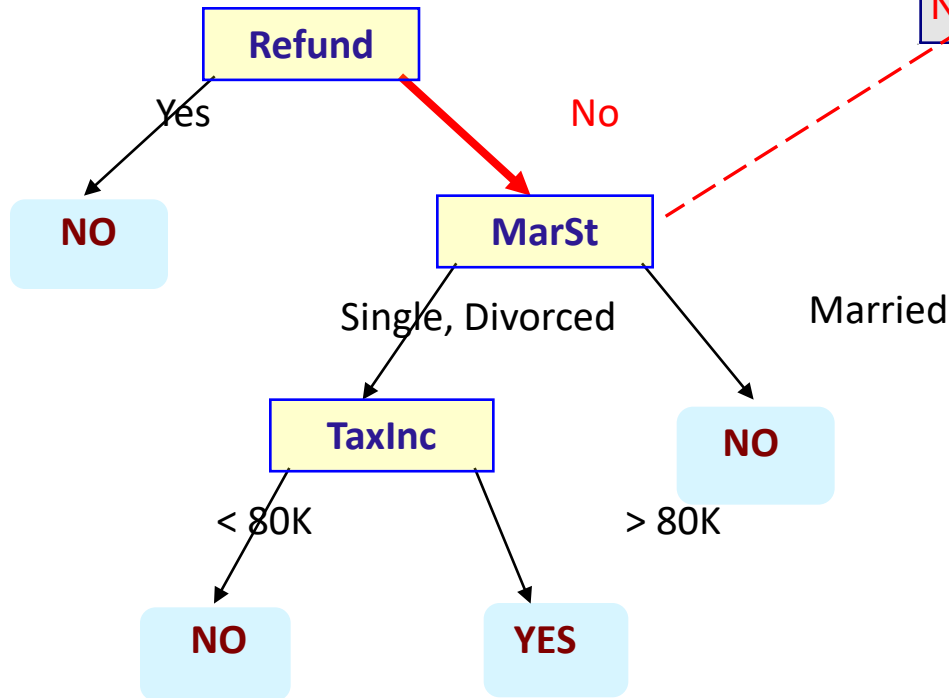 Refund
Yes
No
NO
MarSt
Single, Divorced
Married
TaxInc
NO
< 80K
> 80K
NO
YES